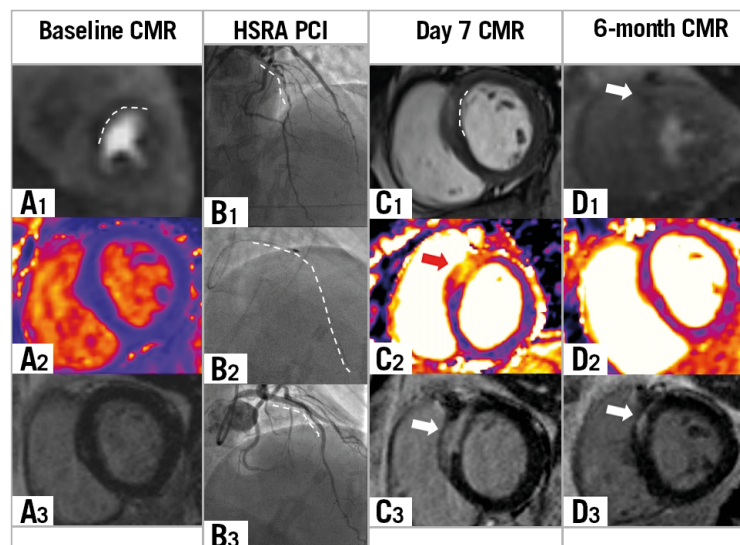 Baseline CMR
HSRA PCI
Day 7 CMR
6-month CMR
A1
B1
C1
D1
A2
B2
C2
D2
A3
B3
C3
D3